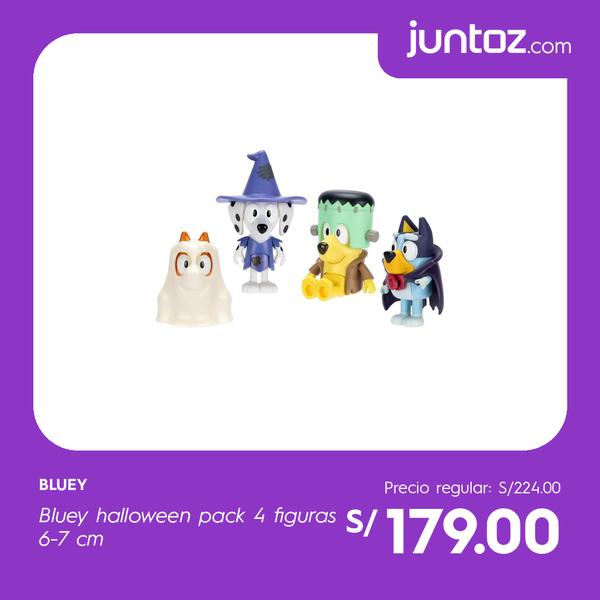 juntoz.com
BLUEY
Bluey halloween pack 4 figuras
6-7 cm
Precio regular: S/224.00
S/179.00